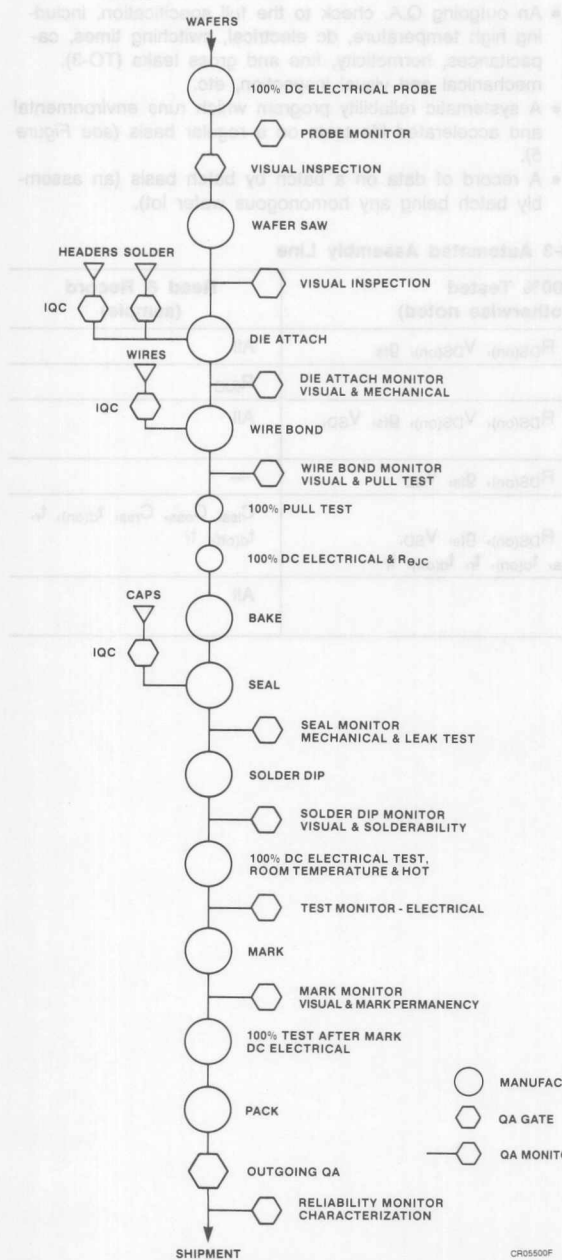 WAFERS
100% DC ELECTRICAL PROBE
PROBE MONITOR
VISUAL INSPECTION
WAFER SAW
HEADERS SOLDER
VISUAL INSPECTION
IQC
DIE ATTACH
WIRES
DIE ATTACH MONITOR
VISUAL & MECHANICAL
IQC
WIRE BOND
WIRE BOND MONITOR
VISUAL & PULL TEST
100% PULL TEST
100% DC ELECTRICAL & RΘJC
CAPS
BAKE
IQC
SEAL
SEAL MONITOR
MECHANICAL & LEAK TEST
SOLDER DIP
SOLDER DIP MONITOR
VISUAL & SOLDERABILITY
100% DC ELECTRICAL TEST,
ROOM TEMPERATURE & HOT
TEST MONITOR - ELECTRICAL
MARK
MARK MONITOR
VISUAL & MARK PERMANENCY
100% TEST AFTER MARK
DC ELECTRICAL
MANUFAC
PACK
QA GATE
OUTGOING QA
QA MONITO
RELIABILITY MONITOR
CHARACTERIZATION
SHIPMENT
CR05500F